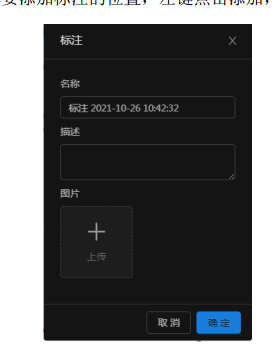 要添加标注的位置，左键点击添加，
标注
名称
标注 2021-10-26 10:42:32
描述
图片
上传
取 消
确 定